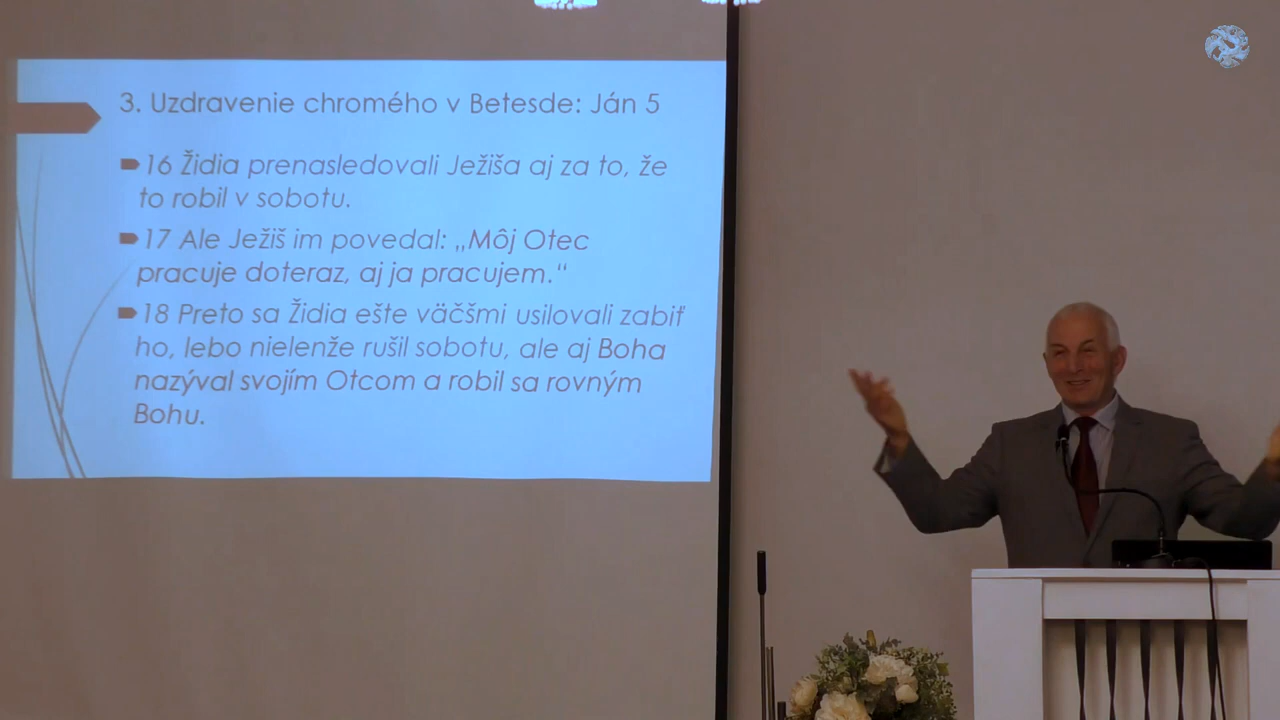 3. Uzdravenie chromého v Betesde: Ján 5
16 Židia prenasledovali Ježiša aj za to, že
to robil v sobotu.
17 Ale Ježiš im povedal: „Môj Otec
pracuje doteraz, aj ja pracujem.“
18 Preto sa Židia ešte väčšmi usilovali zabiť
ho, lebo nielenže rušil sobotu, ale aj Boha
nazýval svojím Otcom a robil sa rovným
Bohu.